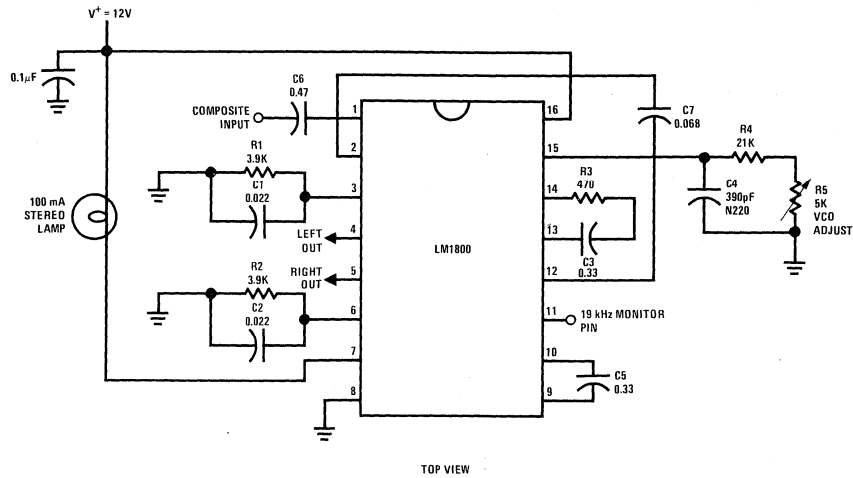 V+ = 12V
0.1µF
C6
0.47
COMPOSITE
INPUT
1
16
C7
0.068
2
15
R4
21K
R1
3.9K
C1
0.022
3
14
R3
470
C4
390pF
N220
R5
5K
VCO
ADJUST
100 mA
STEREO
LAMP
LEFT
OUT
4
LM1800
13
C3
0.33
RIGHT
OUT
5
12
R2
3.9K
C2
0.022
6
11
19 kHz MONITOR
PIN
7
10
C5
0.33
8
9
TOP VIEW